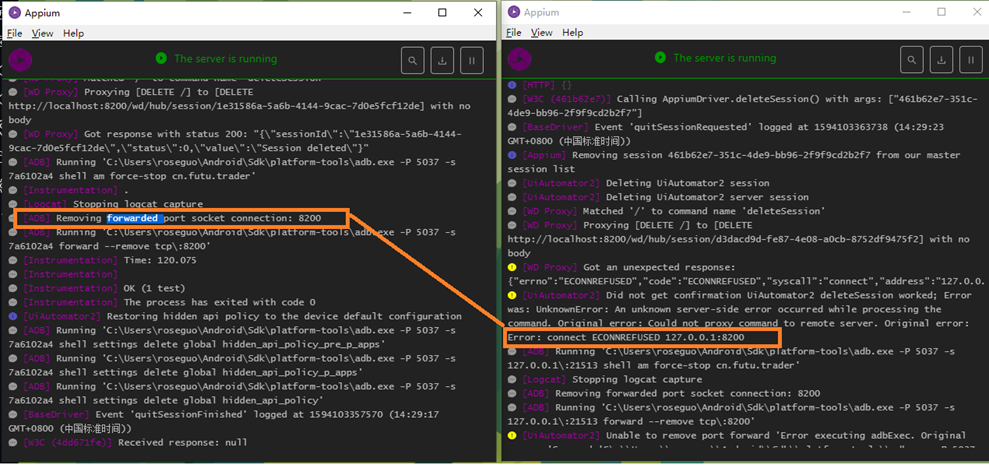 Appium
File View Help
The server is running
[WD Proxy] Matched '/' to command name 'deleteSession'
[WD Proxy] Proxying [DELETE /] to [DELETE
http://localhost:8200/wd/hub/session/1e31586a-5a6b-4144-9cac-7d0e5fcf12de] with no
body
[WD Proxy] Got response with status 200: "{\"sessionId\":\"1e31586a-5a6b-4144-
9cac-7d0e5fcf12de\",\"status\":0,\"value\":\"Session deleted\"}"
[ADB] Running 'C:\Users\roseguo\Android\Sdk\platform-tools\adb.exe -P 5037 -s
7a6102a4 shell am force-stop cn.futu.trader'
[Instrumentation] .
[Logcat] Stopping logcat capture
[ADB] Removing forwarded port socket connection: 8200
[ADB] Running 'C:\Users\roseguo\Android\Sdk\platform-tools\adb.exe -P 5037 -s
7a6102a4 forward --remove tcp\:8200'
[Instrumentation] Time: 120.075
[Instrumentation]
[Instrumentation] OK (1 test)
[Instrumentation] The process has exited with code 0
[UiAutomator2] Restoring hidden api policy to the device default configuration
[ADB] Running 'C:\Users\roseguo\Android\Sdk\platform-tools\adb.exe -P 5037 -s
7a6102a4 shell settings delete global hidden_api_policy_pre_p_apps'
[ADB] Running 'C:\Users\roseguo\Android\Sdk\platform-tools\adb.exe -P 5037 -s
7a6102a4 shell settings delete global hidden_api_policy_p_apps'
[ADB] Running 'C:\Users\roseguo\Android\Sdk\platform-tools\adb.exe -P 5037 -s
7a6102a4 shell settings delete global hidden_api_policy'
[BaseDriver] Event 'quitSessionFinished' logged at 1594103357570 (14:29:17
GMT+0800 (中国标准时间))
[W3C (4dd671fe)] Received response: null
Appium
File View Help
The server is running
[HTTP] {}
[W3C (461b62e7)] Calling AppiumDriver.deleteSession() with args: ["461b62e7-351c-
4de9-bb96-2f9f9cd2b2f7"]
[BaseDriver] Event 'quitSessionRequested' logged at 1594103363738 (14:29:23
GMT+0800 (中国标准时间))
[Appium] Removing session 461b62e7-351c-4de9-bb96-2f9f9cd2b2f7 from our master
session list
[UiAutomator2] Deleting UiAutomator2 session
[UiAutomator2] Deleting UiAutomator2 server session
[WD Proxy] Matched '/' to command name 'deleteSession'
[WD Proxy] Proxying [DELETE /] to [DELETE
http://localhost:8200/wd/hub/session/d3dacd9d-fe87-4e08-a0cb-8752df9475f2] with no
body
[WD Proxy] Got an unexpected response:
{"errno":"ECONNREFUSED","code":"ECONNREFUSED","syscall":"connect","address":"127.0.0.
[UiAutomator2] Did not get confirmation UiAutomator2 deleteSession worked; Error
was: UnknownError: An unknown server-side error occurred while processing the
command. Original error: Could not proxy command to remote server. Original error:
Error: connect ECONNREFUSED 127.0.0.1:8200
[ADB] Running 'C:\Users\roseguo\Android\Sdk\platform-tools\adb.exe -P 5037 -s
127.0.0.1\:21513 shell am force-stop cn.futu.trader'
[Logcat] Stopping logcat capture
[ADB] Removing forwarded port socket connection: 8200
[ADB] Running 'C:\Users\roseguo\Android\Sdk\platform-tools\adb.exe -P 5037 -s
127.0.0.1\:21513 forward --remove tcp\:8200'
[UiAutomator2] Unable to remove port forward 'Error executing adbExec. Original